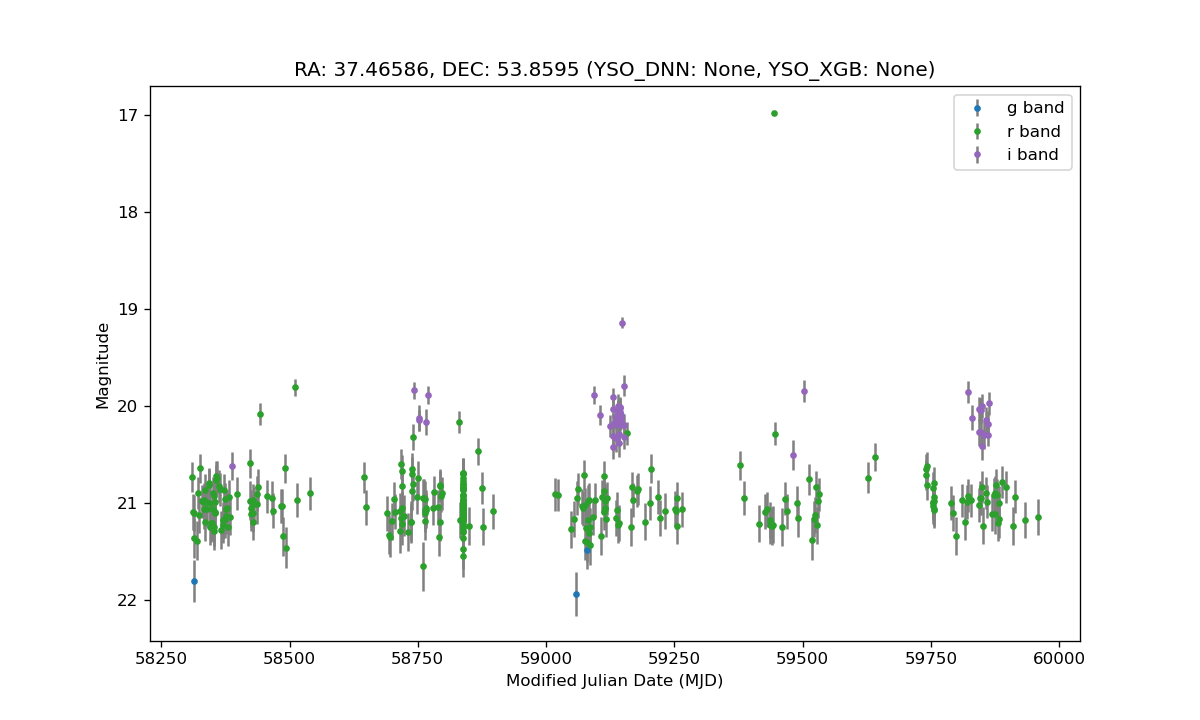 RA: 37.46586, DEC: 53.8595 (YSO_DNN: None, YSO_XGB: None)
g band
r band
i band
17
18
19
20
21
22
Magnitude
58250 58500 58750 59000 59250 59500 59750 60000
Modified Julian Date (MJD)